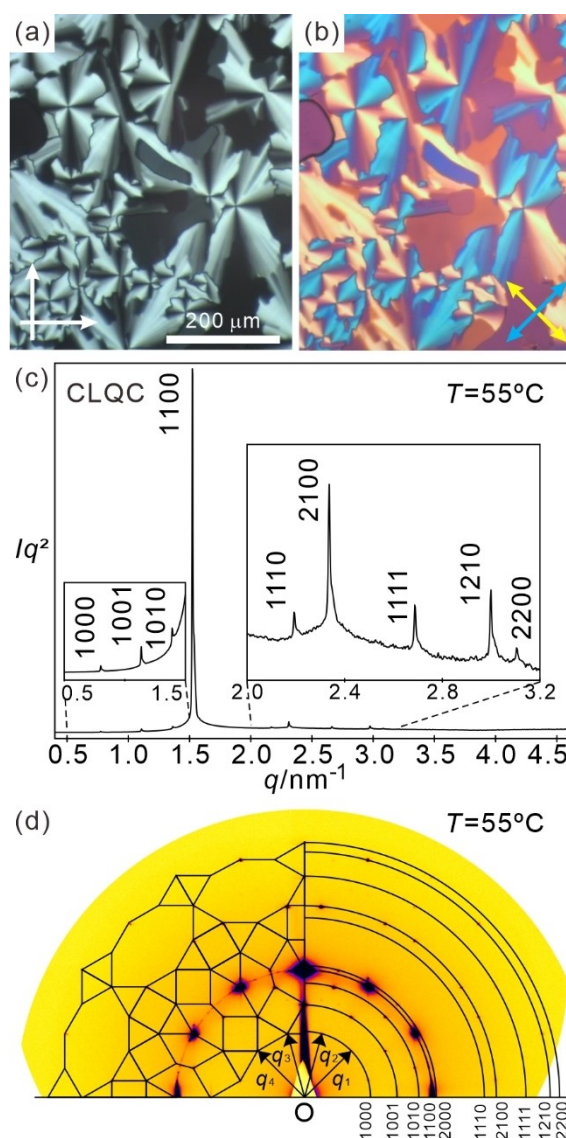 (a)
(b)
200 μm
(c)
CLQC
1100
T=55ºC
Iq²
1000
1001
1010
0.5
1.5
1110
2100
1111
1210
2200
2.0
2.4
2.8
3.2
0.5 1.0 1.5 2.0 2.5 3.0 3.5 4.0 4.5
q/nm⁻¹
(d)
T=55ºC
q₄
q₃
q₂
q₁
O
1000
1001
1010
1100
2000
1110
2100
1111
1210
2200